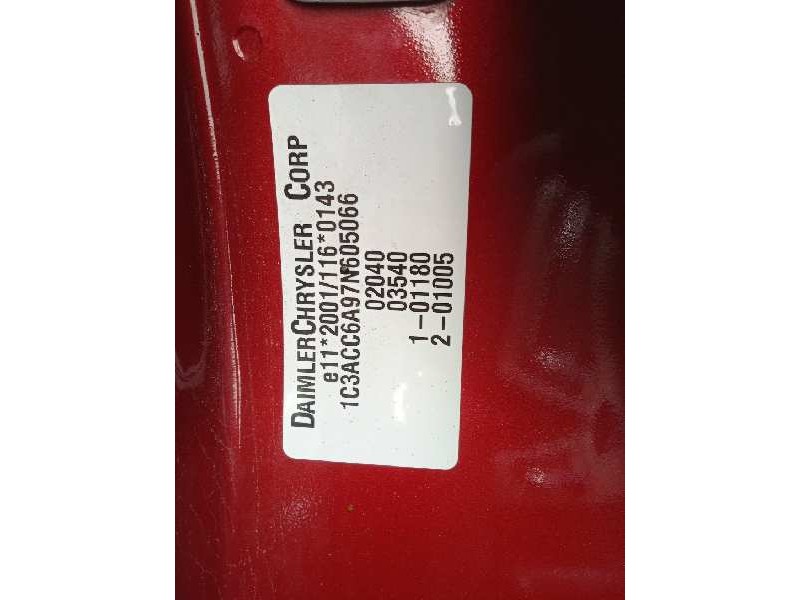 DAIMLERCHRYSLER CORP
e11*2001/116*0143
1C3ACC6A97N605066
02040
03540
1-01180
2-01005